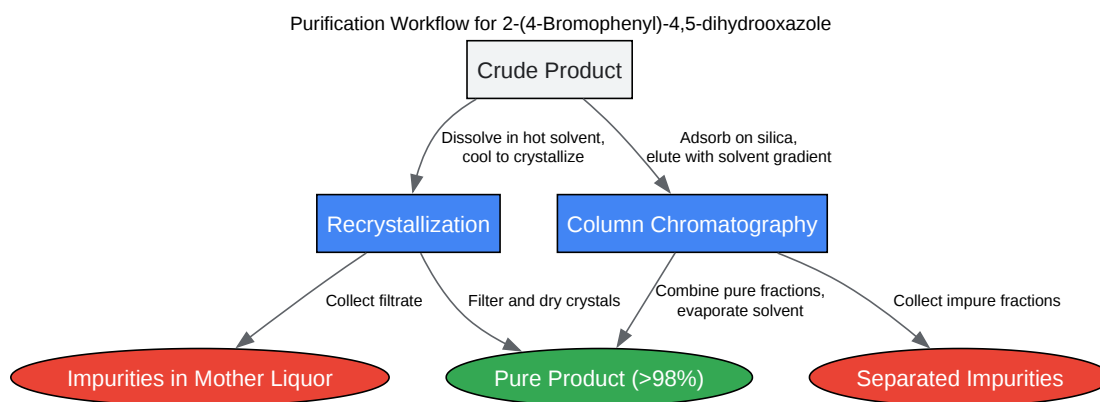 Purification Workflow for 2-(4-Bromophenyl)-4,5-dihydrooxazole
Crude Product
Dissolve in hot solvent,
cool to crystallize
Adsorb on silica,
elute with solvent gradient
Recrystallization
Column Chromatography
Collect filtrate
Filter and dry crystals
Combine pure fractions,
evaporate solvent
Collect impure fractions
Impurities in Mother Liquor
Pure Product (>98%)
Separated Impurities